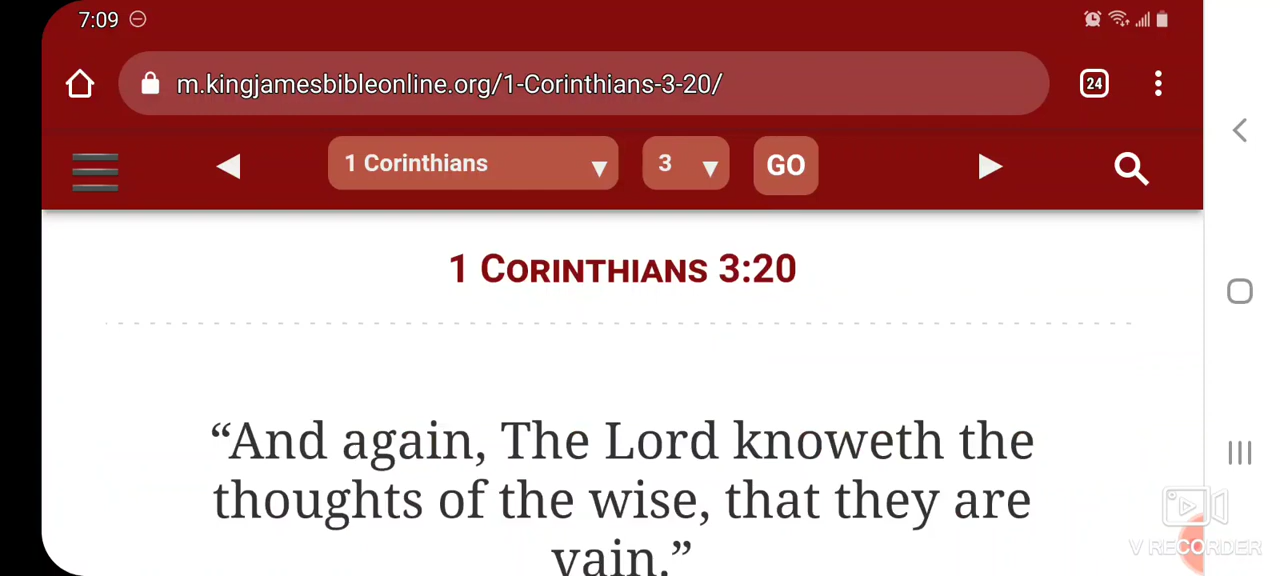 7:09
m.kingjamesbibleonline.org/1-Corinthians-3-20/
24
1 Corinthians 3 GO
1 CORINTHIANS 3:20
“And again, The Lord knoweth the
thoughts of the wise, that they are
vain.”
V RECORDER